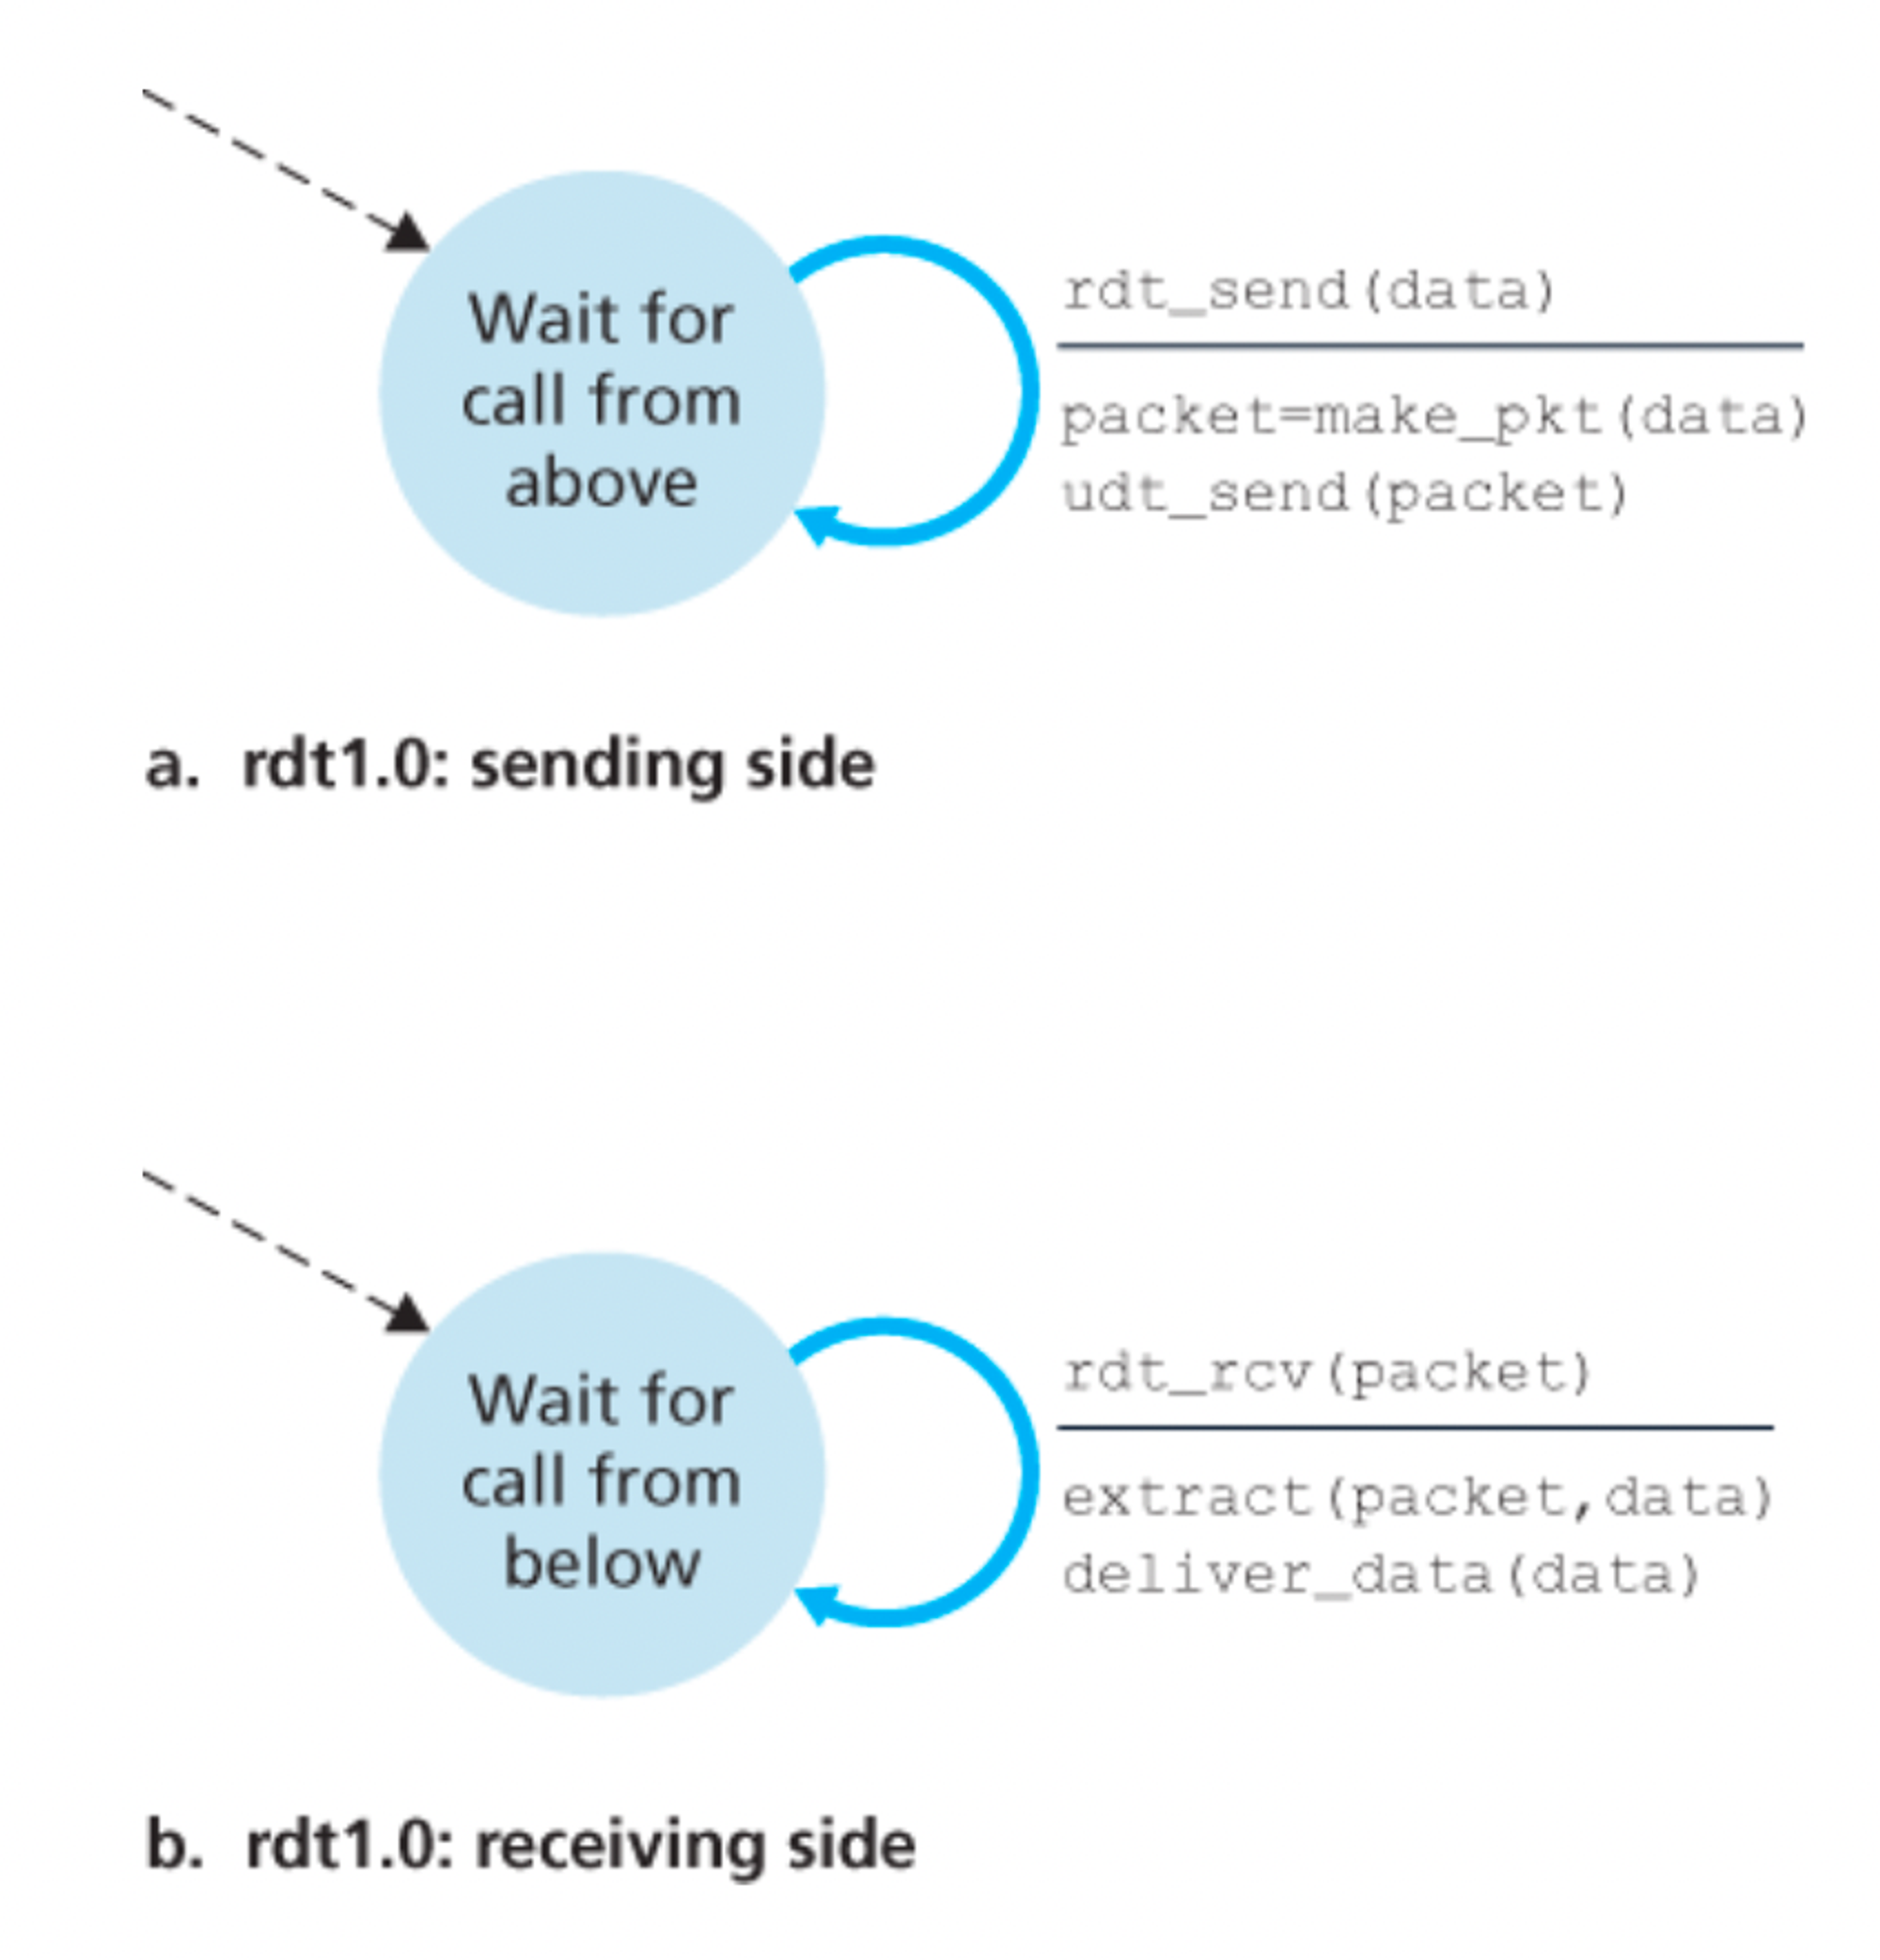 Wait for
call from
above
rdt_send(data)
packet=make_pkt(data)
udt_send(packet)
a. rdt1.0: sending side
Wait for
call from
below
rdt_rcv(packet)
extract(packet,data)
deliver_data(data)
b. rdt1.0: receiving side